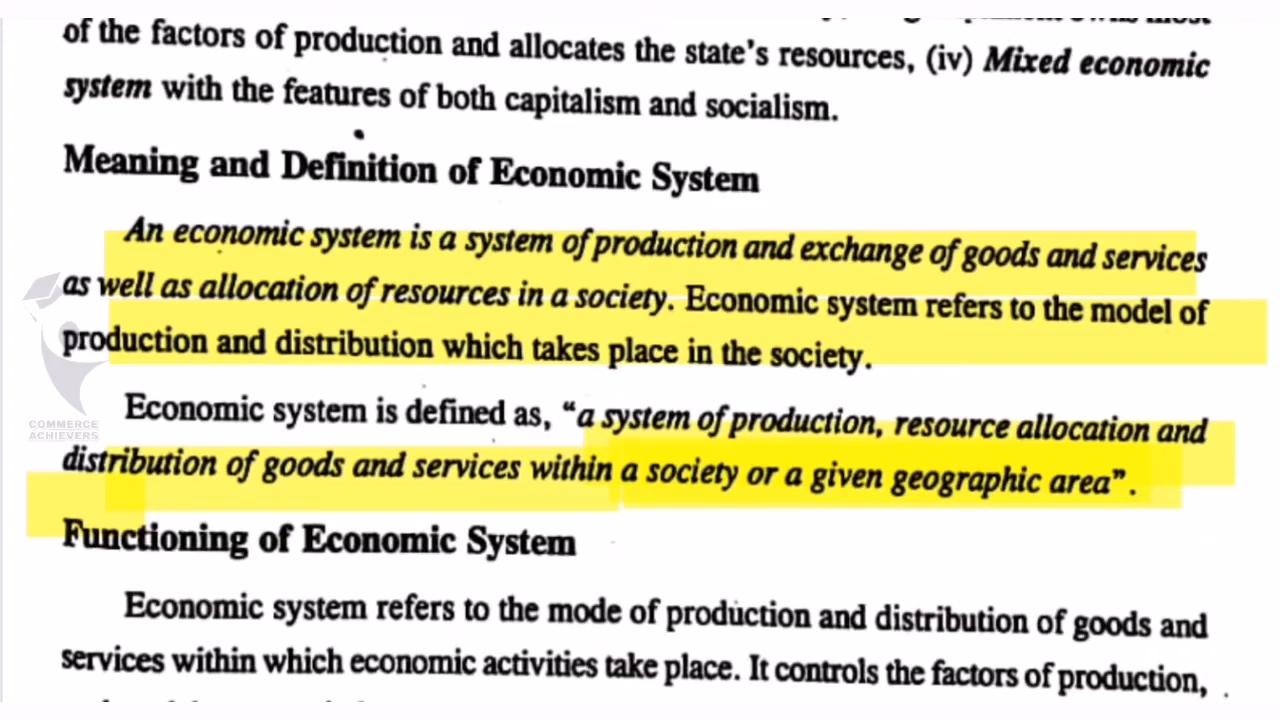 of the factors of production and allocates the state's resources, (iv) Mixed economic
system with the features of both capitalism and socialism.
Meaning and Definition of Economic System
An economic system is a system of production and exchange of goods and services
as well as allocation of resources in a society. Economic system refers to the model of
production and distribution which takes place in the society.
COMMERCE
ACHIEVERS
Economic system is defined as, “a system of production, resource allocation and
distribution of goods and services within a society or a given geographic area”.
Functioning of Economic System
Economic system refers to the mode of production and distribution of goods and
services within which economic activities take place. It controls the factors of production,